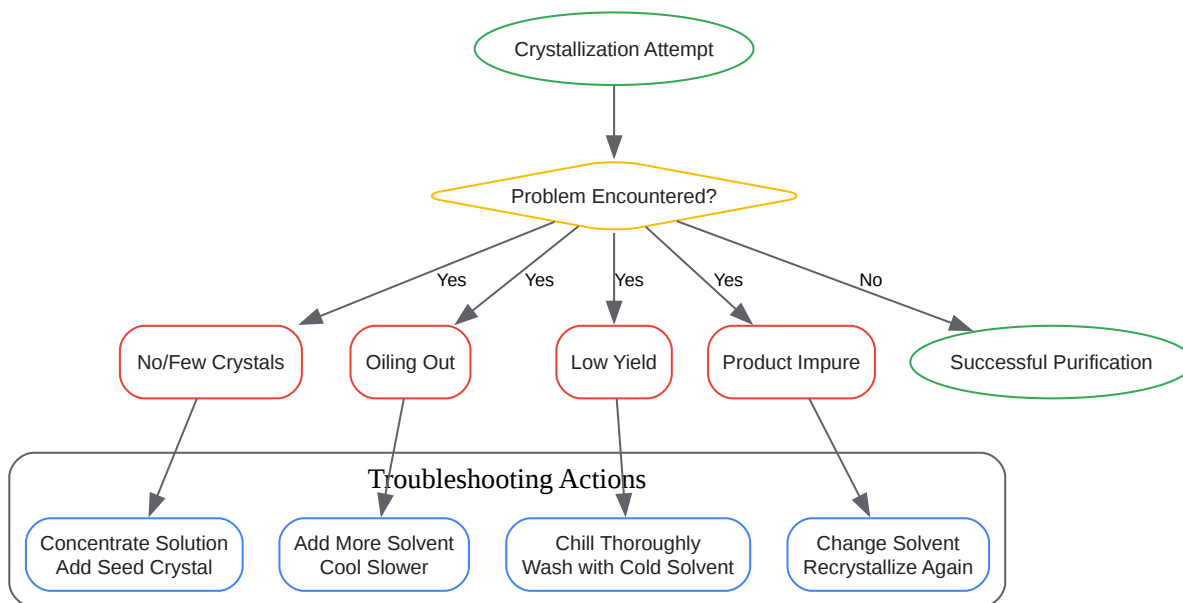 Crystallization Attempt
Problem Encountered?
Yes
Yes
Yes
Yes
No
No/Few Crystals
Oiling Out
Low Yield
Product Impure
Successful Purification
Troubleshooting Actions
Concentrate Solution
Add Seed Crystal
Add More Solvent
Cool Slower
Chill Thoroughly
Wash with Cold Solvent
Change Solvent
Recrystallize Again